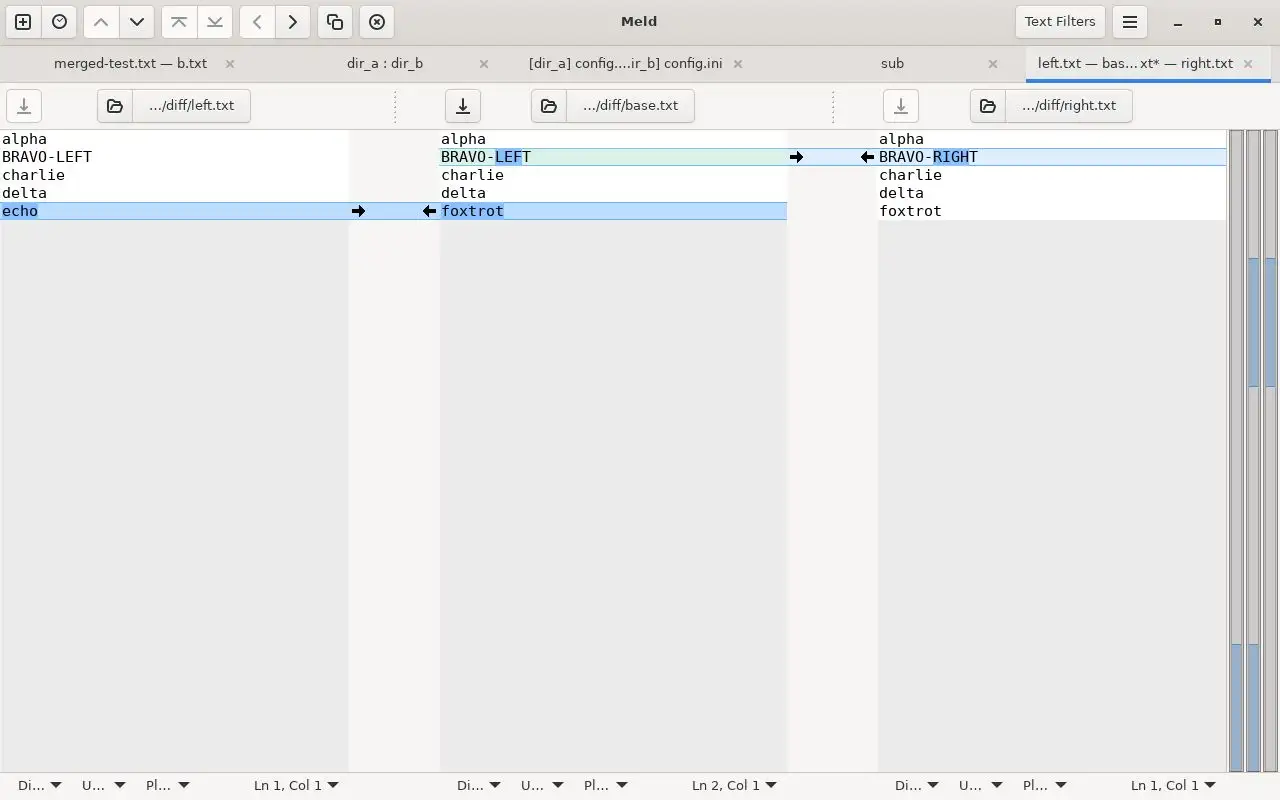 Meld
Text Filters
merged-test.txt — b.txt
dir_a : dir_b
[dir_a] config....ir_b] config.ini
sub
left.txt — bas...xt* — right.txt
.../diff/left.txt
.../diff/base.txt
.../diff/right.txt
alpha
BRAVO-LEFT
charlie
delta
echo
alpha
BRAVO-LEFT
charlie
delta
foxtrot
alpha
BRAVO-RIGHT
charlie
delta
foxtrot
Di...
U...
Pl...
Ln 1, Col 1
Di...
U...
Pl...
Ln 2, Col 1
Di...
U...
Pl...
Ln 1, Col 1